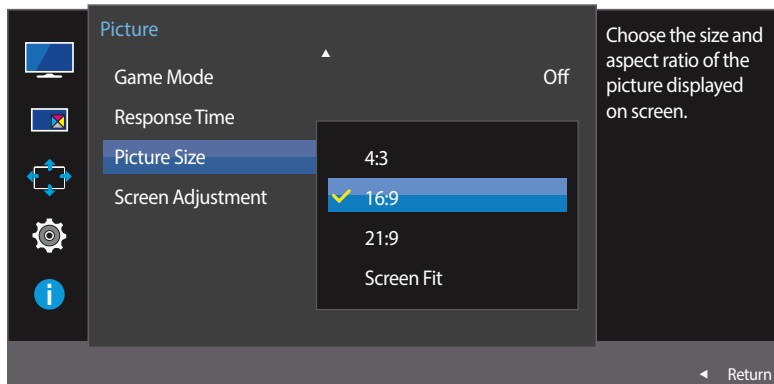 Picture
Game Mode Off
Response Time
Picture Size
Screen Adjustment
4:3
16:9
21:9
Screen Fit
Choose the size and
aspect ratio of the
picture displayed
on screen.
Return